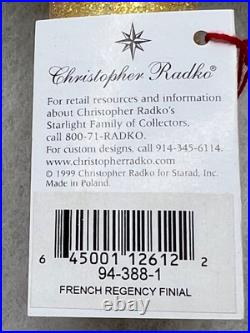 Christopher Radko®
For retail resources and information
about Christopher Radko's
Starlight Family of Collectors,
call 800-71-RADKO.
For custom designs, call 914-345-6114.
www.christopherradko.com
© 1999 Christopher Radko for Starad, Inc.
Made in Poland.
6 45001 12612 2
94-388-1
FRENCH REGENCY FINIAL